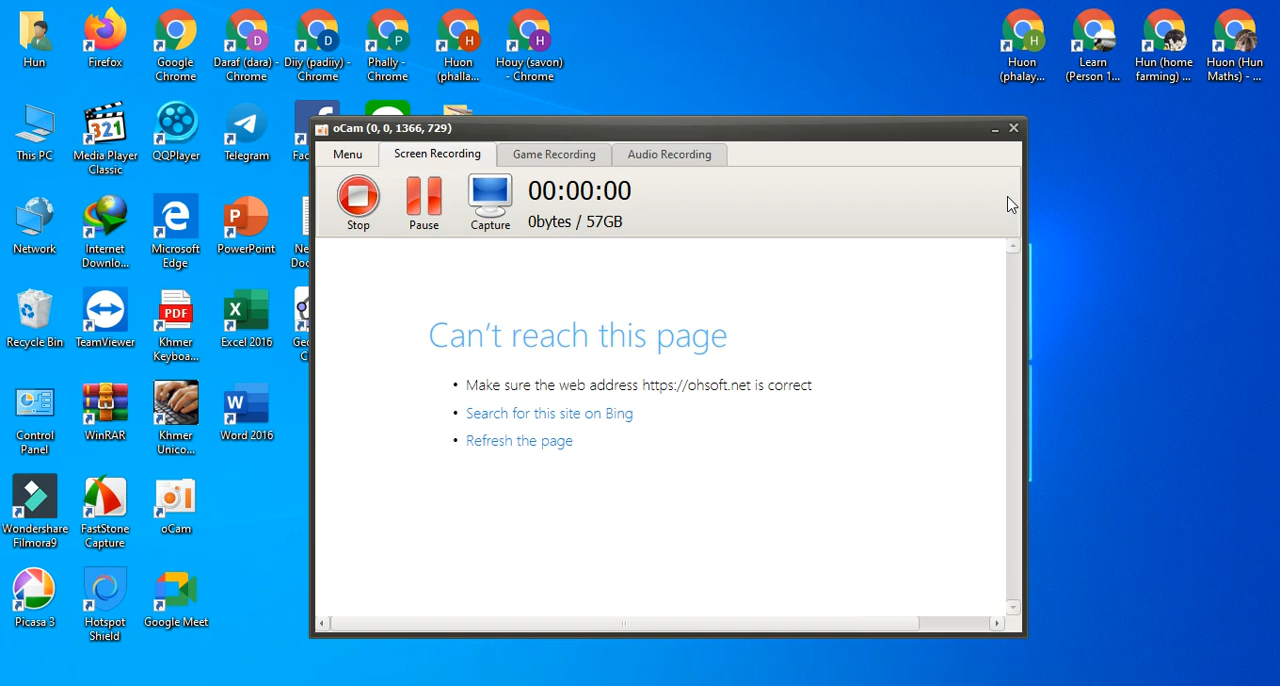 Hun
Firefox
Google
Chrome
Daraf (dara) -
Chrome
Diiy (padiiy) -
Chrome
Phally -
Chrome
Huon
(phalla...
Houy (savon)
- Chrome
Huon
(phalay...
Learn
(Person 1...
Hun (home
farming) ...
Huon (Hun
Maths) - ...
This PC
Media Player
Classic
QQPlayer
Telegram
Fac
oCam (0, 0, 1366, 729)
Menu
Screen Recording
Game Recording
Audio Recording
Stop
Pause
Capture
00:00:00
0bytes / 57GB
Network
Internet
Downlo...
Microsoft
Edge
PowerPoint
Ne
Doc
Can't reach this page
• Make sure the web address https://ohsoft.net is correct
• Search for this site on Bing
• Refresh the page
Recycle Bin
TeamViewer
PDF
Khmer
Keyboa...
Excel 2016
Geo
C
Control
Panel
WinRAR
Khmer
Unico...
Word 2016
Wondershare
Filmora9
FastStone
Capture
oCam
Picasa 3
Hotspot
Shield
Google Meet